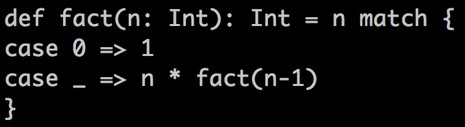 def fact(n: Int): Int = n match {
case 0 => 1
case _ => n * fact(n-1)
}